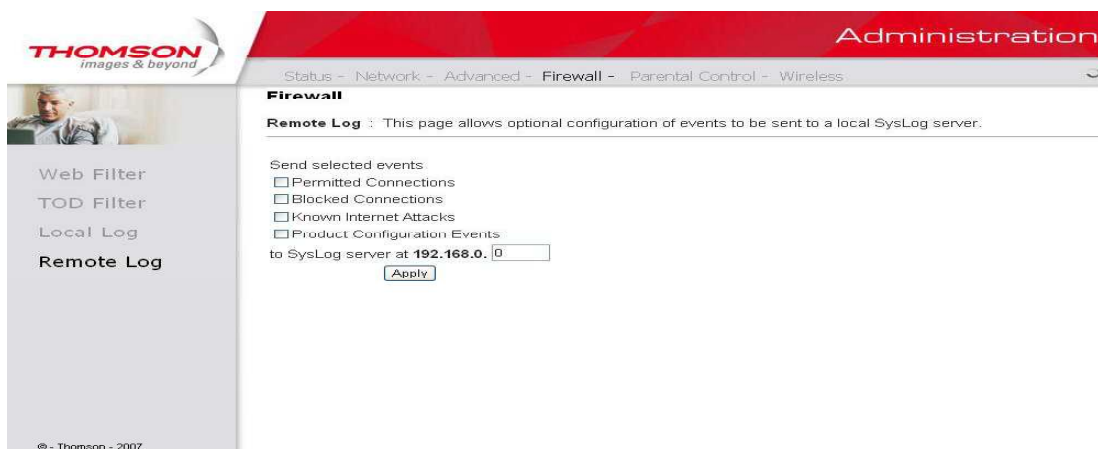 THOMSON
images & beyond
Administration
Status - Network - Advanced - Firewall - Parental Control - Wireless
Firewall
Remote Log : This page allows optional configuration of events to be sent to a local SysLog server.
Web Filter
TOD Filter
Local Log
Remote Log
Send selected events
Permitted Connections
Blocked Connections
Known Internet Attacks
Product Configuration Events
to SysLog server at 192.168.0. 0
Apply
© - Thomson - 2007